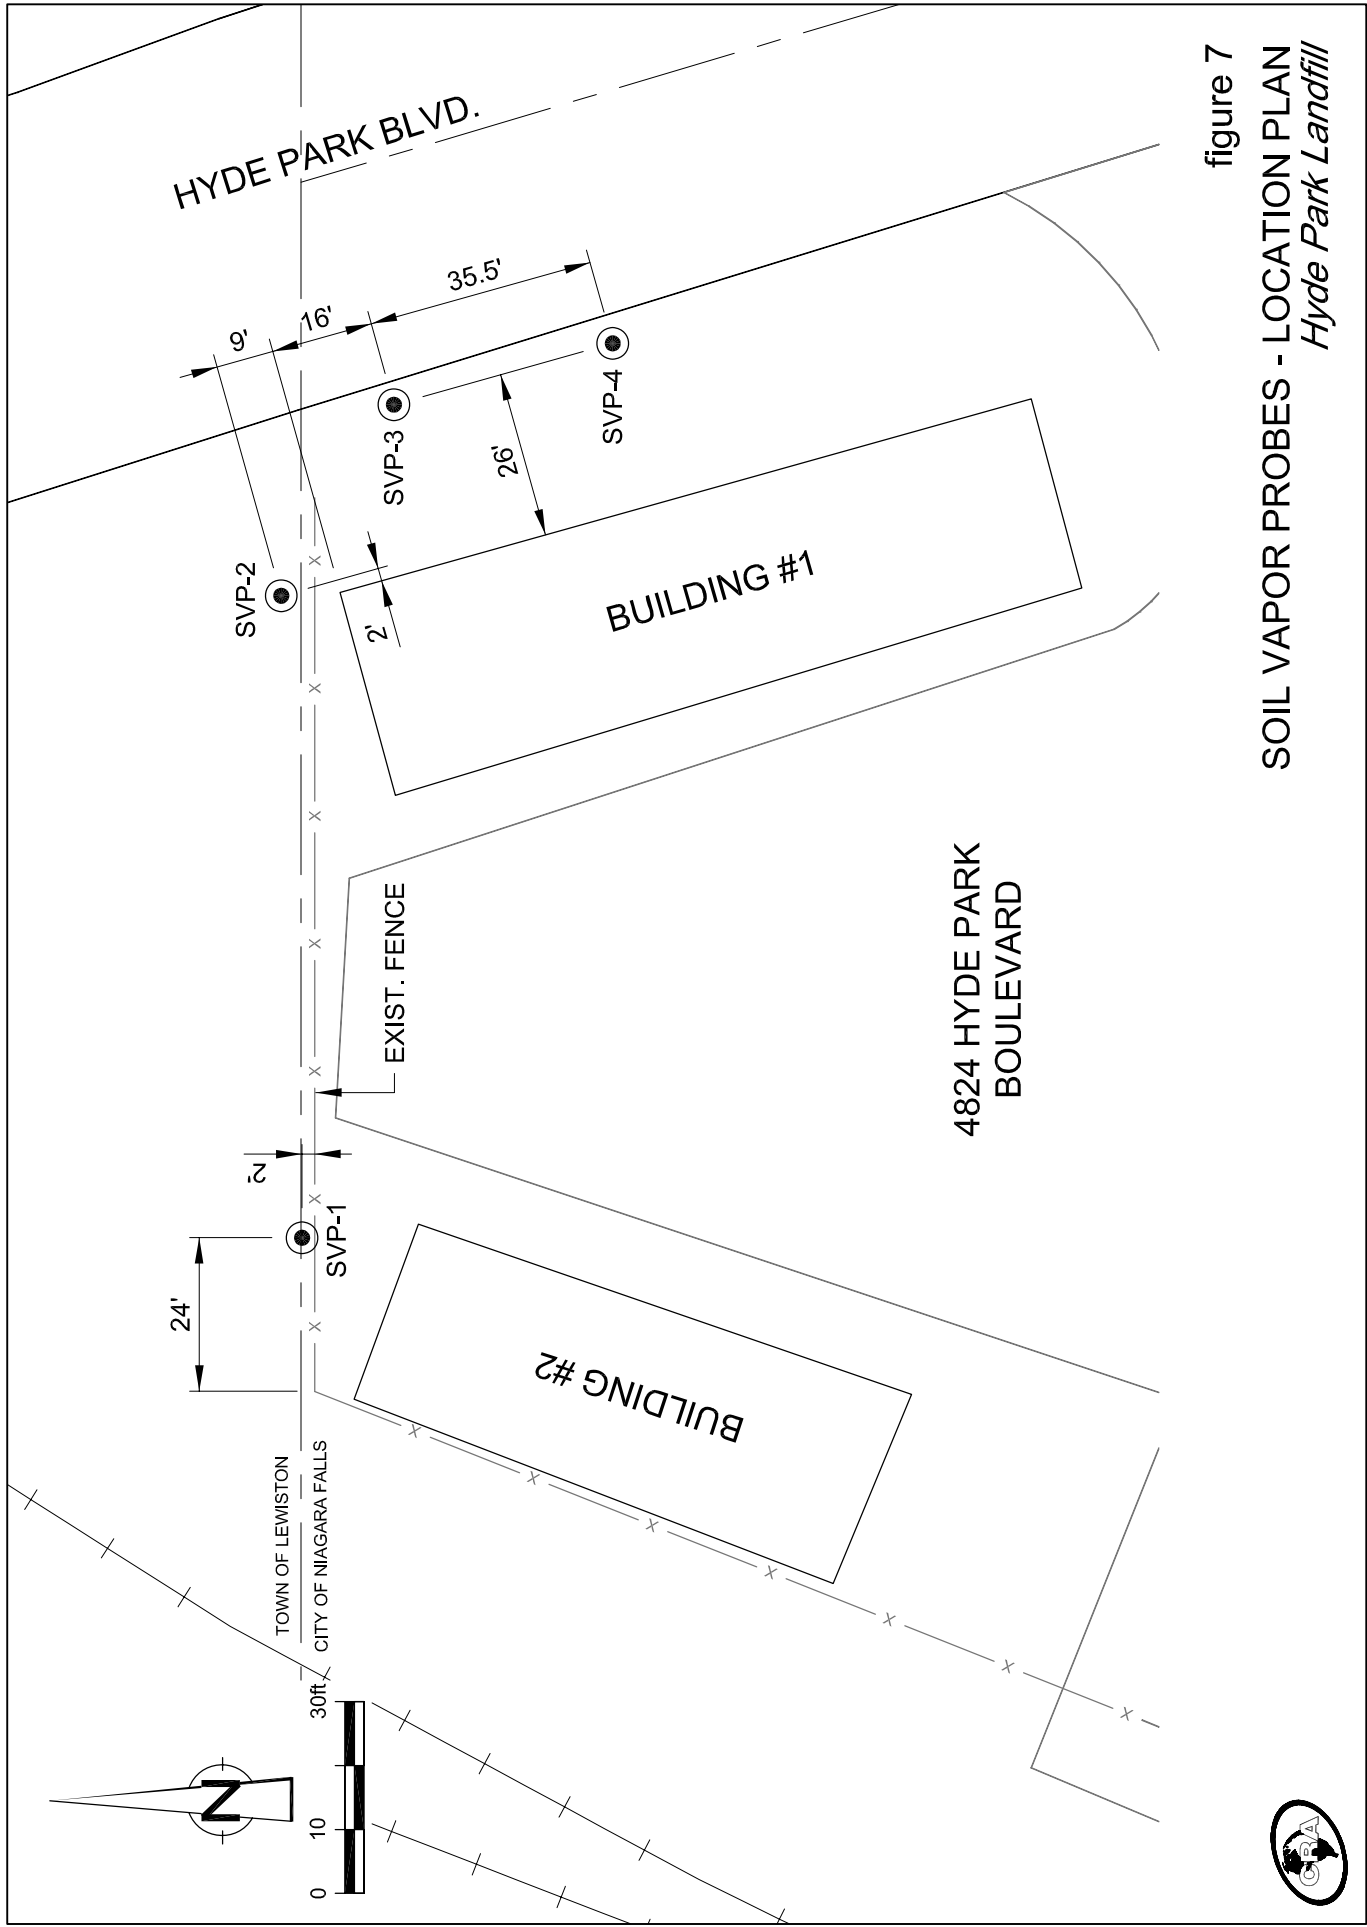 HYDE PARK BLVD.
9'
16'
35.5'
SVP-2
SVP-3
SVP-4
26'
2'
BUILDING #1
EXIST. FENCE
4824 HYDE PARK
BOULEVARD
2'
SVP-1
24'
BUILDING #2
TOWN OF LEWISTON
CITY OF NIAGARA FALLS
X X X X X X X
X X X X X X X
N
0 10 30ft
figure 7
SOIL VAPOR PROBES - LOCATION PLAN
Hyde Park Landfill
CRA